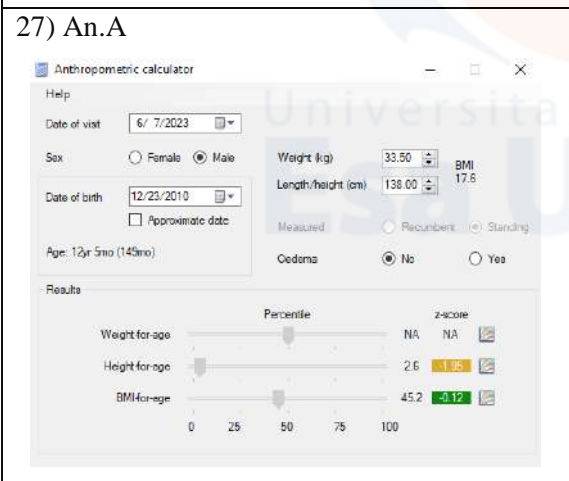 27) An.A
Anthropometric calculator
Help
Date of visit 6/ 7/2023
Sex Female Male
Weight (kg) 33.50 BMI
Length/height (cm) 138.00 17.6
Date of birth 12/23/2010
Approximate date
Measured Recumbent Standing
Age: 12yr 5mo (149mo)
Oedema No Yes
Results
Percentile z-score
Weight-for-age NA NA
Height-for-age 2.6 -1.95
BMI-for-age 45.2 -0.12
0 25 50 75 100
Universita
Esa U